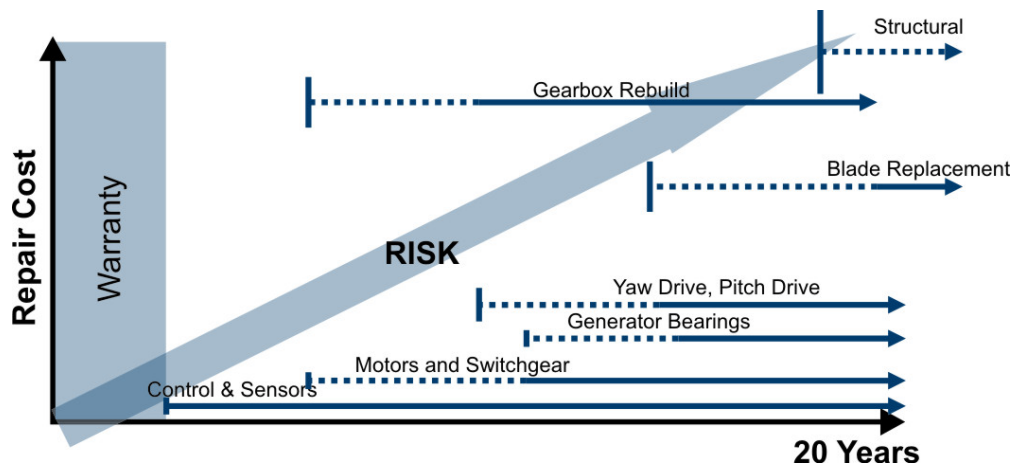 Structural
Gearbox Rebuild
Blade Replacement
Repair Cost
Warranty
RISK
Yaw Drive, Pitch Drive
Generator Bearings
Motors and Switchgear
Control & Sensors
20 Years